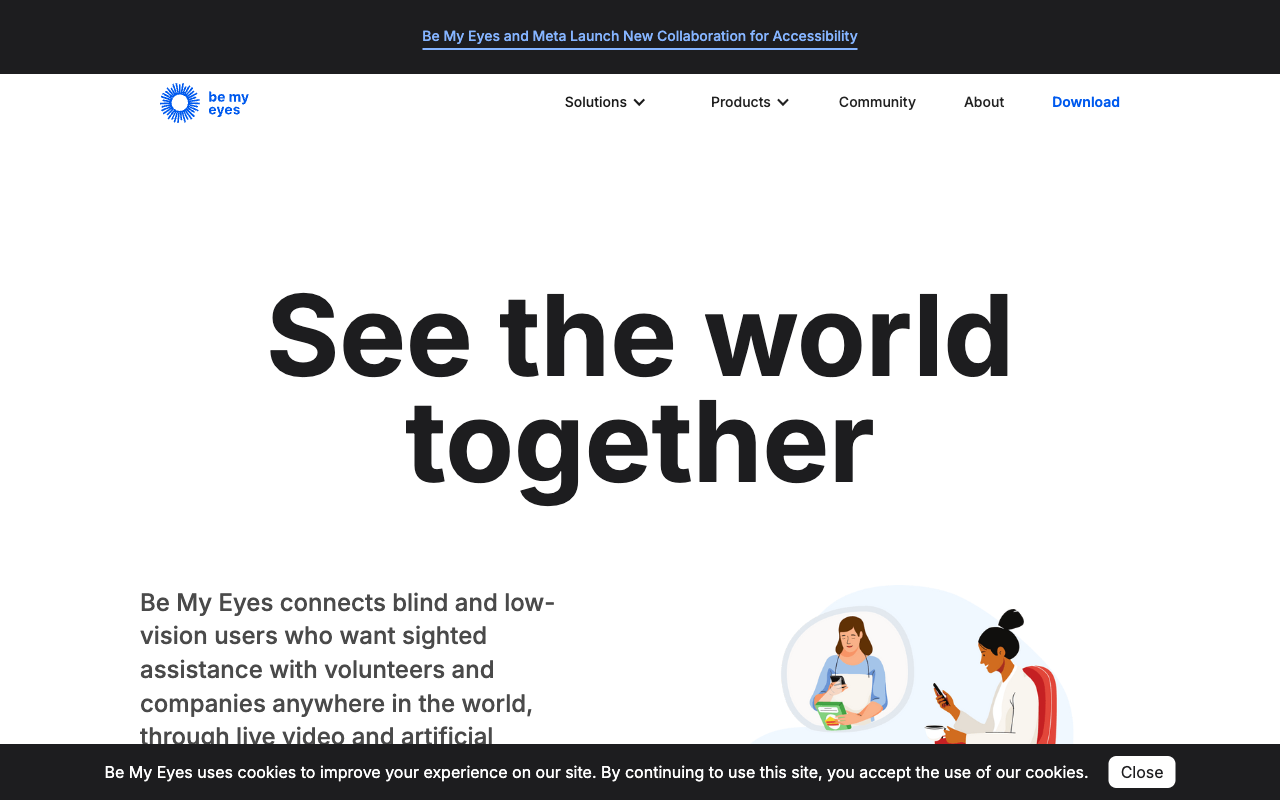 Be My Eyes and Meta Launch New Collaboration for Accessibility
be my
eyes
Solutions
Products
Community
About
Download
See the world
together
Be My Eyes connects blind and low-
vision users who want sighted
assistance with volunteers and
companies anywhere in the world,
through live video and artificial
Be My Eyes uses cookies to improve your experience on our site. By continuing to use this site, you accept the use of our cookies.
Close